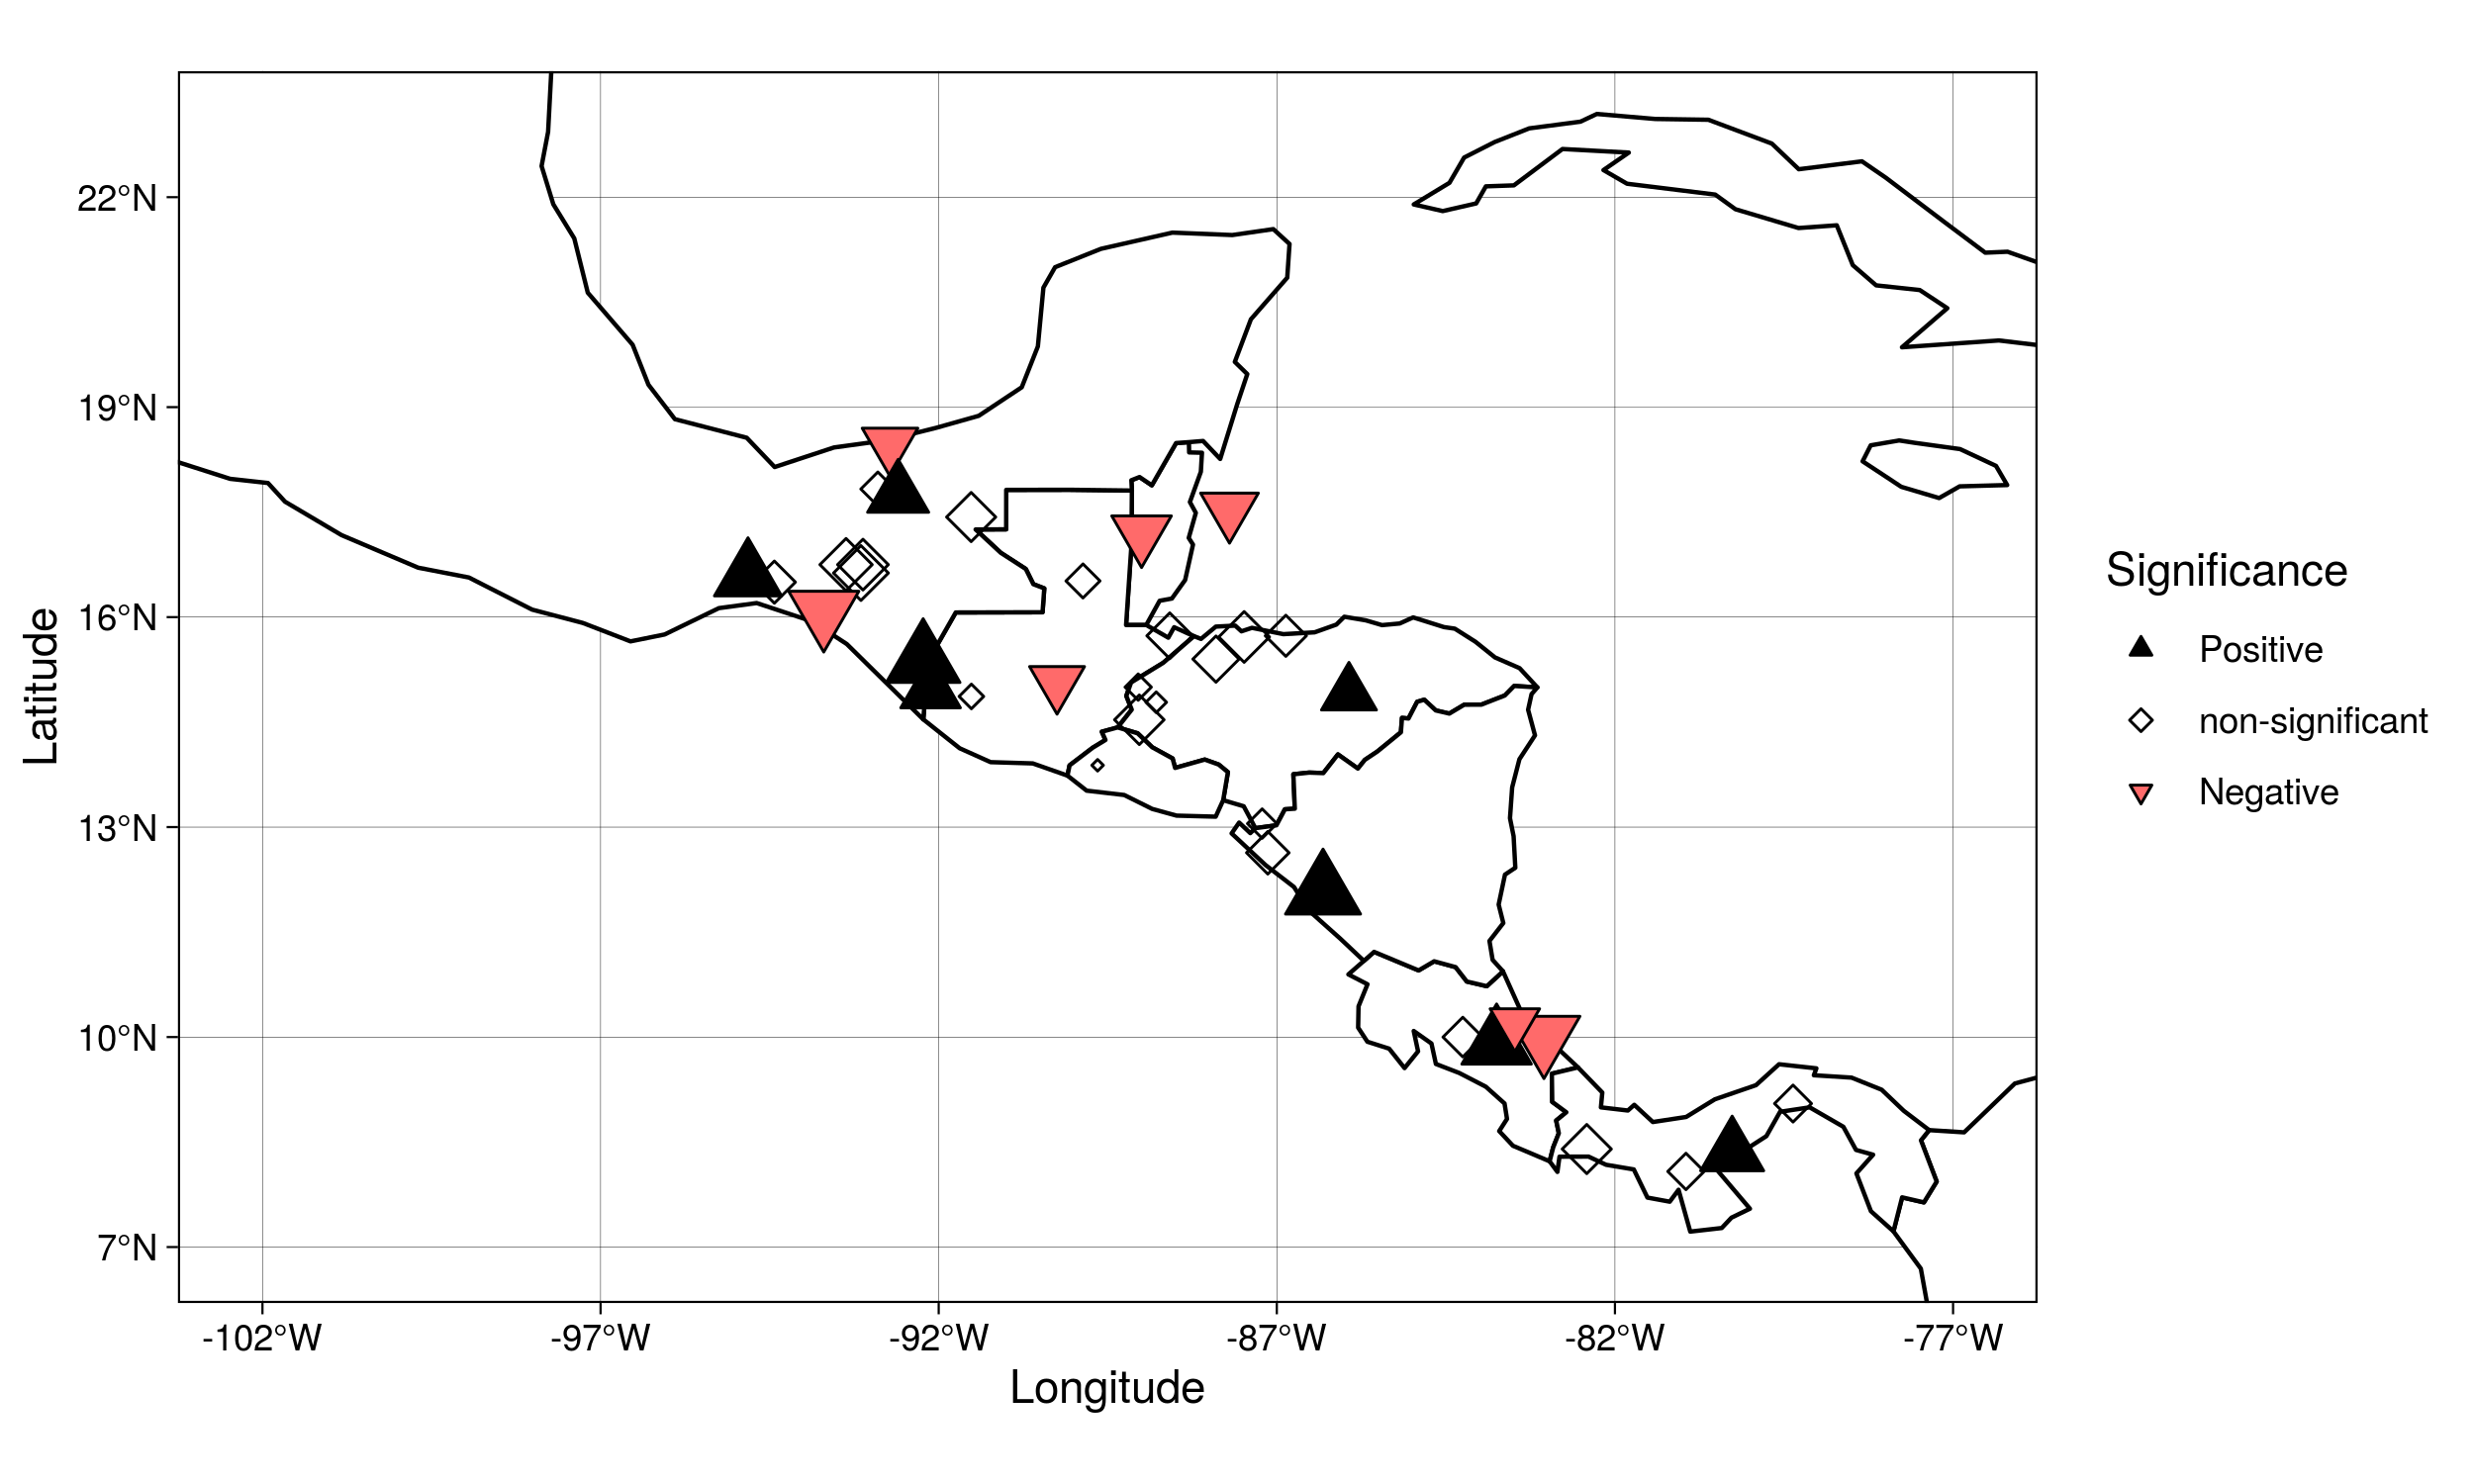 22°N
19°N
16°N
13°N
10°N
7°N
Latitude
-102°W -97°W -92°W -87°W -82°W -77°W
Longitude
Significance
Positive
non-significant
Negative